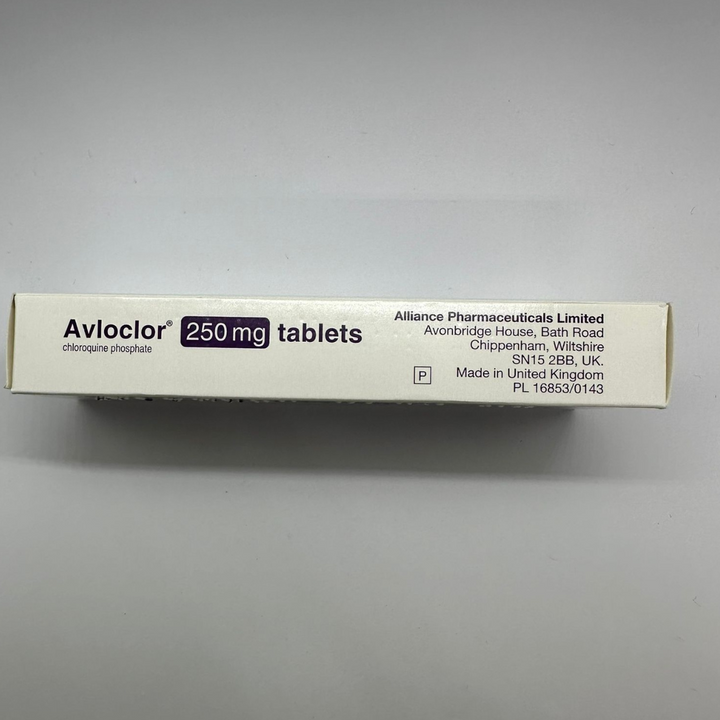 Avloclor® 250 mg tablets
chloroquine phosphate
Alliance Pharmaceuticals Limited
Avonbridge House, Bath Road
Chippenham, Wiltshire
SN15 2BB, UK.
P Made in United Kingdom
PL 16853/0143